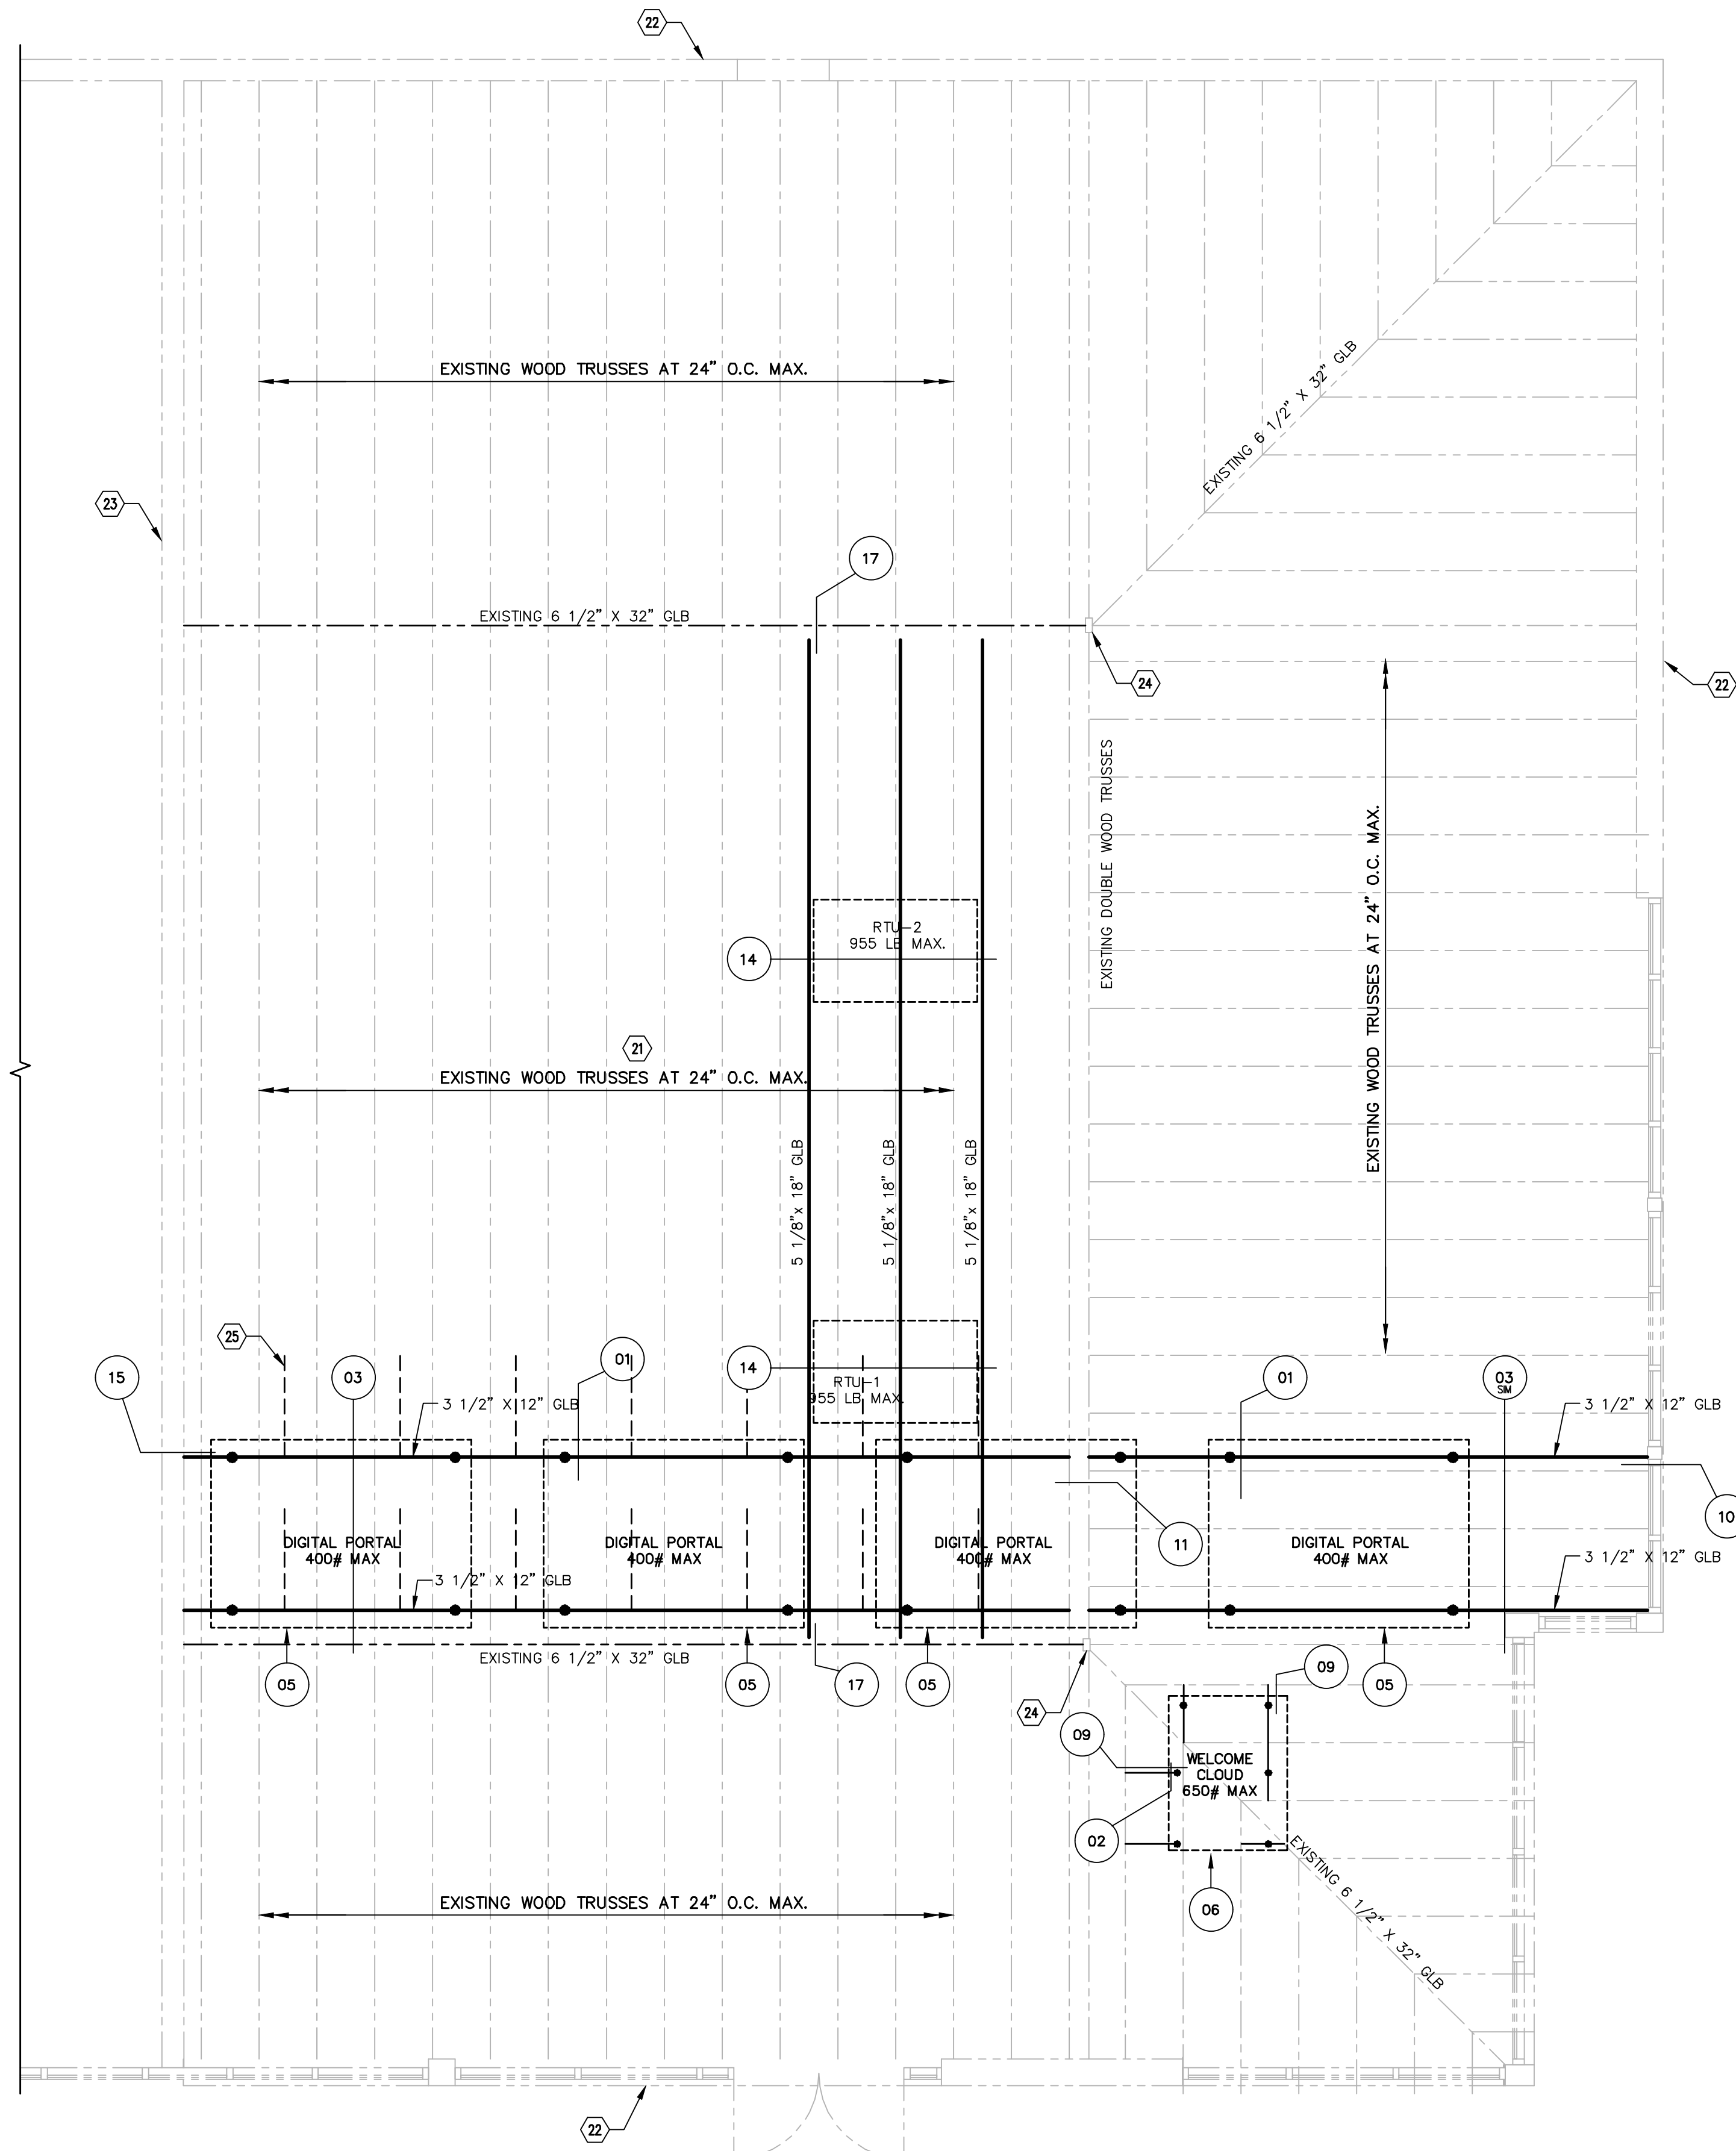 22
EXISTING WOOD TRUSSES AT 24" O.C. MAX.
EXISTING 6 1/2" X 32" GLB
23
17
EXISTING 6 1/2" X 32" GLB
24
22
EXISTING DOUBLE WOOD TRUSSES
EXISTING WOOD TRUSSES AT 24" O.C. MAX.
RTU-2
955 LB MAX.
14
21
EXISTING WOOD TRUSSES AT 24" O.C. MAX.
5 1/8"x 18" GLB
5 1/8"x 18" GLB
5 1/8"x 18" GLB
25
15
03
01
14
RTU-1
955 LB MAX.
01
03
SIM
3 1/2" X 12" GLB
3 1/2" X 12" GLB
10
DIGITAL PORTAL
400# MAX
DIGITAL PORTAL
400# MAX
DIGITAL PORTAL
400# MAX
11
DIGITAL PORTAL
400# MAX
3 1/2" X 12" GLB
3 1/2" X 12" GLB
EXISTING 6 1/2" X 32" GLB
05
05
17
05
24
09
05
09
WELCOME
CLOUD
650# MAX
02
06
EXISTING 6 1/2" X 32" GLB
EXISTING WOOD TRUSSES AT 24" O.C. MAX.
22